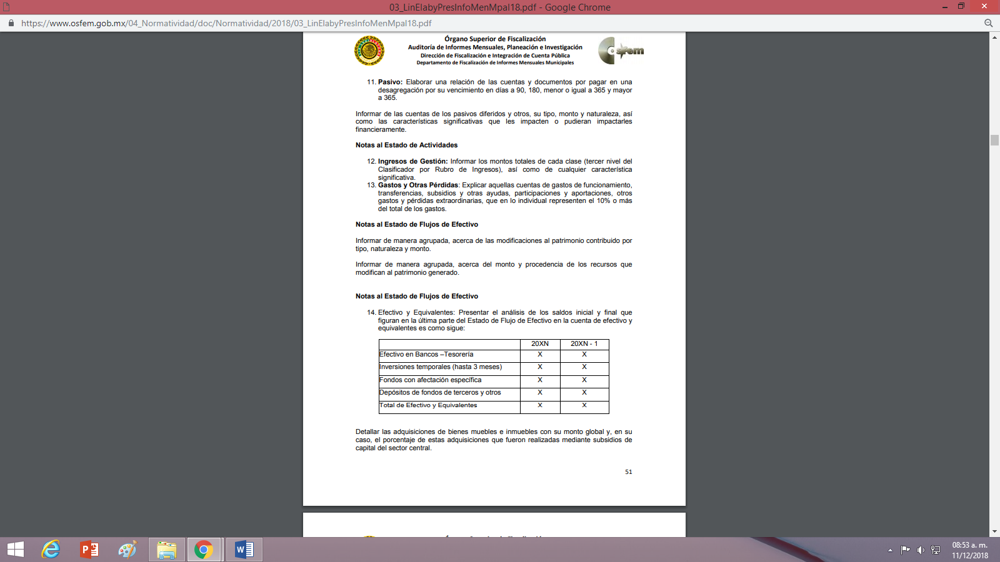 03_LinElabyPresInfoMenMpal18.pdf - Google Chrome
https://www.osfem.gob.mx/04_Normatividad/doc/Normatividad/2018/03_LinElabyPresInfoMenMpal18.pdf
Órgano Superior de Fiscalización
Auditoría de Informes Mensuales, Planeación e Investigación
Dirección de Fiscalización e Integración de Cuenta Pública
Departamento de Fiscalización de Informes Mensuales Municipales
osfem
11. Pasivo: Elaborar una relación de las cuentas y documentos por pagar en una
desagregación por su vencimiento en días a 90, 180, menor o igual a 365 y mayor
a 365.
Informar de las cuentas de los pasivos diferidos y otros, su tipo, monto y naturaleza, así
como las características significativas que les impacten o pudieran impactarles
financieramente.
Notas al Estado de Actividades
12. Ingresos de Gestión: Informar los montos totales de cada clase (tercer nivel del
Clasificador por Rubro de Ingresos), así como de cualquier característica
significativa.
13. Gastos y Otras Pérdidas: Explicar aquellas cuentas de gastos de funcionamiento,
transferencias, subsidios y otras ayudas, participaciones y aportaciones, otros
gastos y pérdidas extraordinarias, que en lo individual representen el 10% o más
del total de los gastos.
Notas al Estado de Flujos de Efectivo
Informar de manera agrupada, acerca de las modificaciones al patrimonio contribuido por
tipo, naturaleza y monto.
Informar de manera agrupada, acerca del monto y procedencia de los recursos que
modifican al patrimonio generado.
Notas al Estado de Flujos de Efectivo
14. Efectivo y Equivalentes: Presentar el análisis de los saldos inicial y final que
figuran en la última parte del Estado de Flujo de Efectivo en la cuenta de efectivo y
equivalentes es como sigue:
20XN 20XN - 1
Efectivo en Bancos –Tesorería X X
Inversiones temporales (hasta 3 meses) X X
Fondos con afectación específica X X
Depósitos de fondos de terceros y otros X X
Total de Efectivo y Equivalentes X X
Detallar las adquisiciones de bienes muebles e inmuebles con su monto global y, en su
caso, el porcentaje de estas adquisiciones que fueron realizadas mediante subsidios de
capital del sector central.
51
08:53 a. m.
11/12/2018